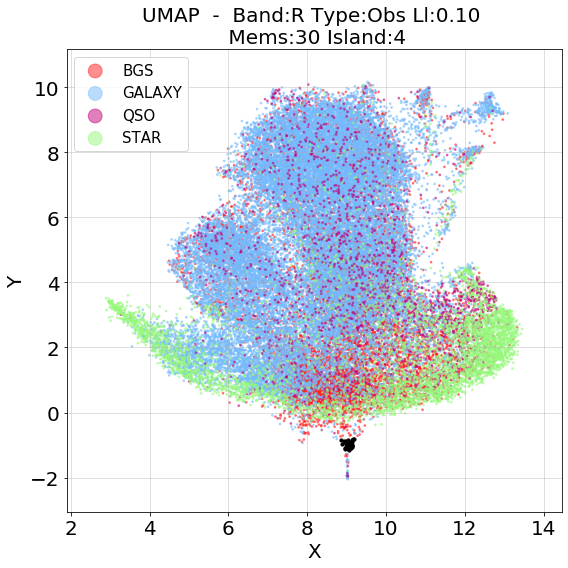 UMAP  -  Band:R Type:Obs Ll:0.10
Mems:30 Island:4
BGS
GALAXY
QSO
STAR
Y
10
8
6
4
2
0
−2
2 4 6 8 10 12 14
X